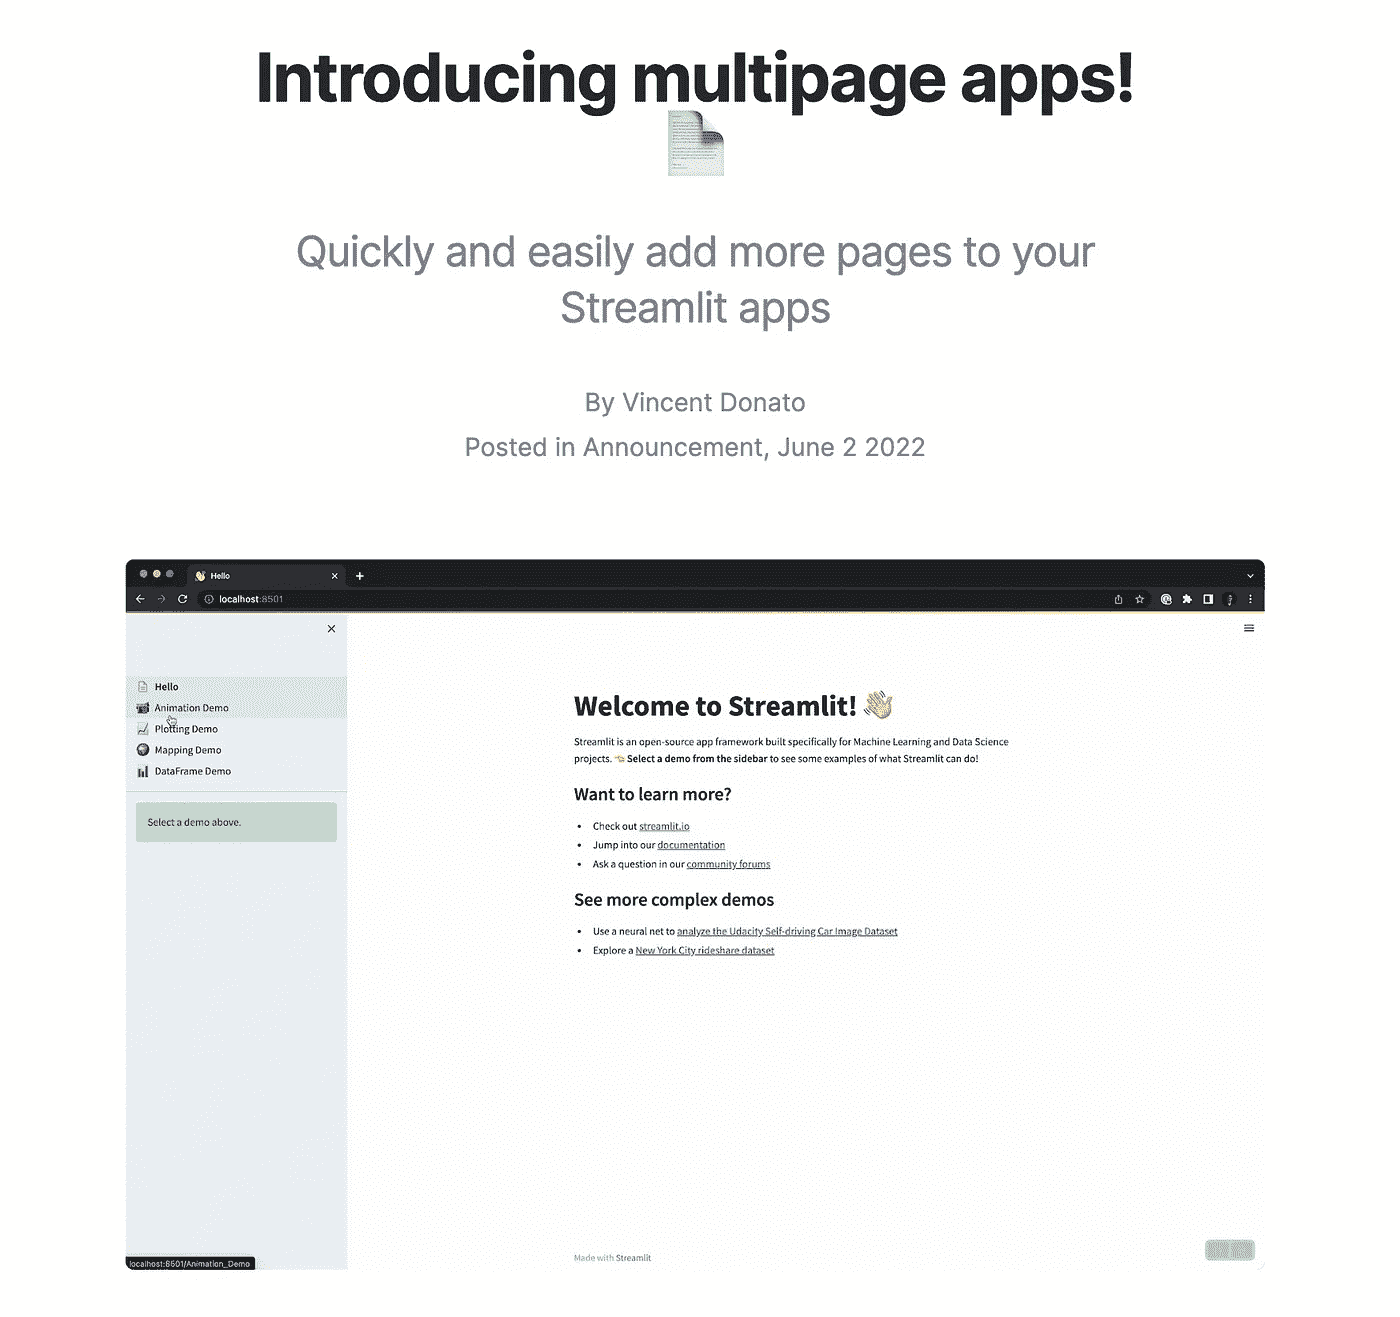 Introducing multipage apps!
Quickly and easily add more pages to your
Streamlit apps
By Vincent Donato
Posted in Announcement, June 2 2022
Hello
localhost:8501
Hello
Animation Demo
Plotting Demo
Mapping Demo
DataFrame Demo
Select a demo above.
Welcome to Streamlit!
Streamlit is an open-source app framework built specifically for Machine Learning and Data Science
projects. Select a demo from the sidebar to see some examples of what Streamlit can do!
Want to learn more?
• Check out streamlit.io
• Jump into our documentation
• Ask a question in our community forums
See more complex demos
• Use a neural net to analyze the Udacity Self-driving Car Image Dataset
• Explore a New York City rideshare dataset
Made with Streamlit
localhost:8501/Animation_Demo